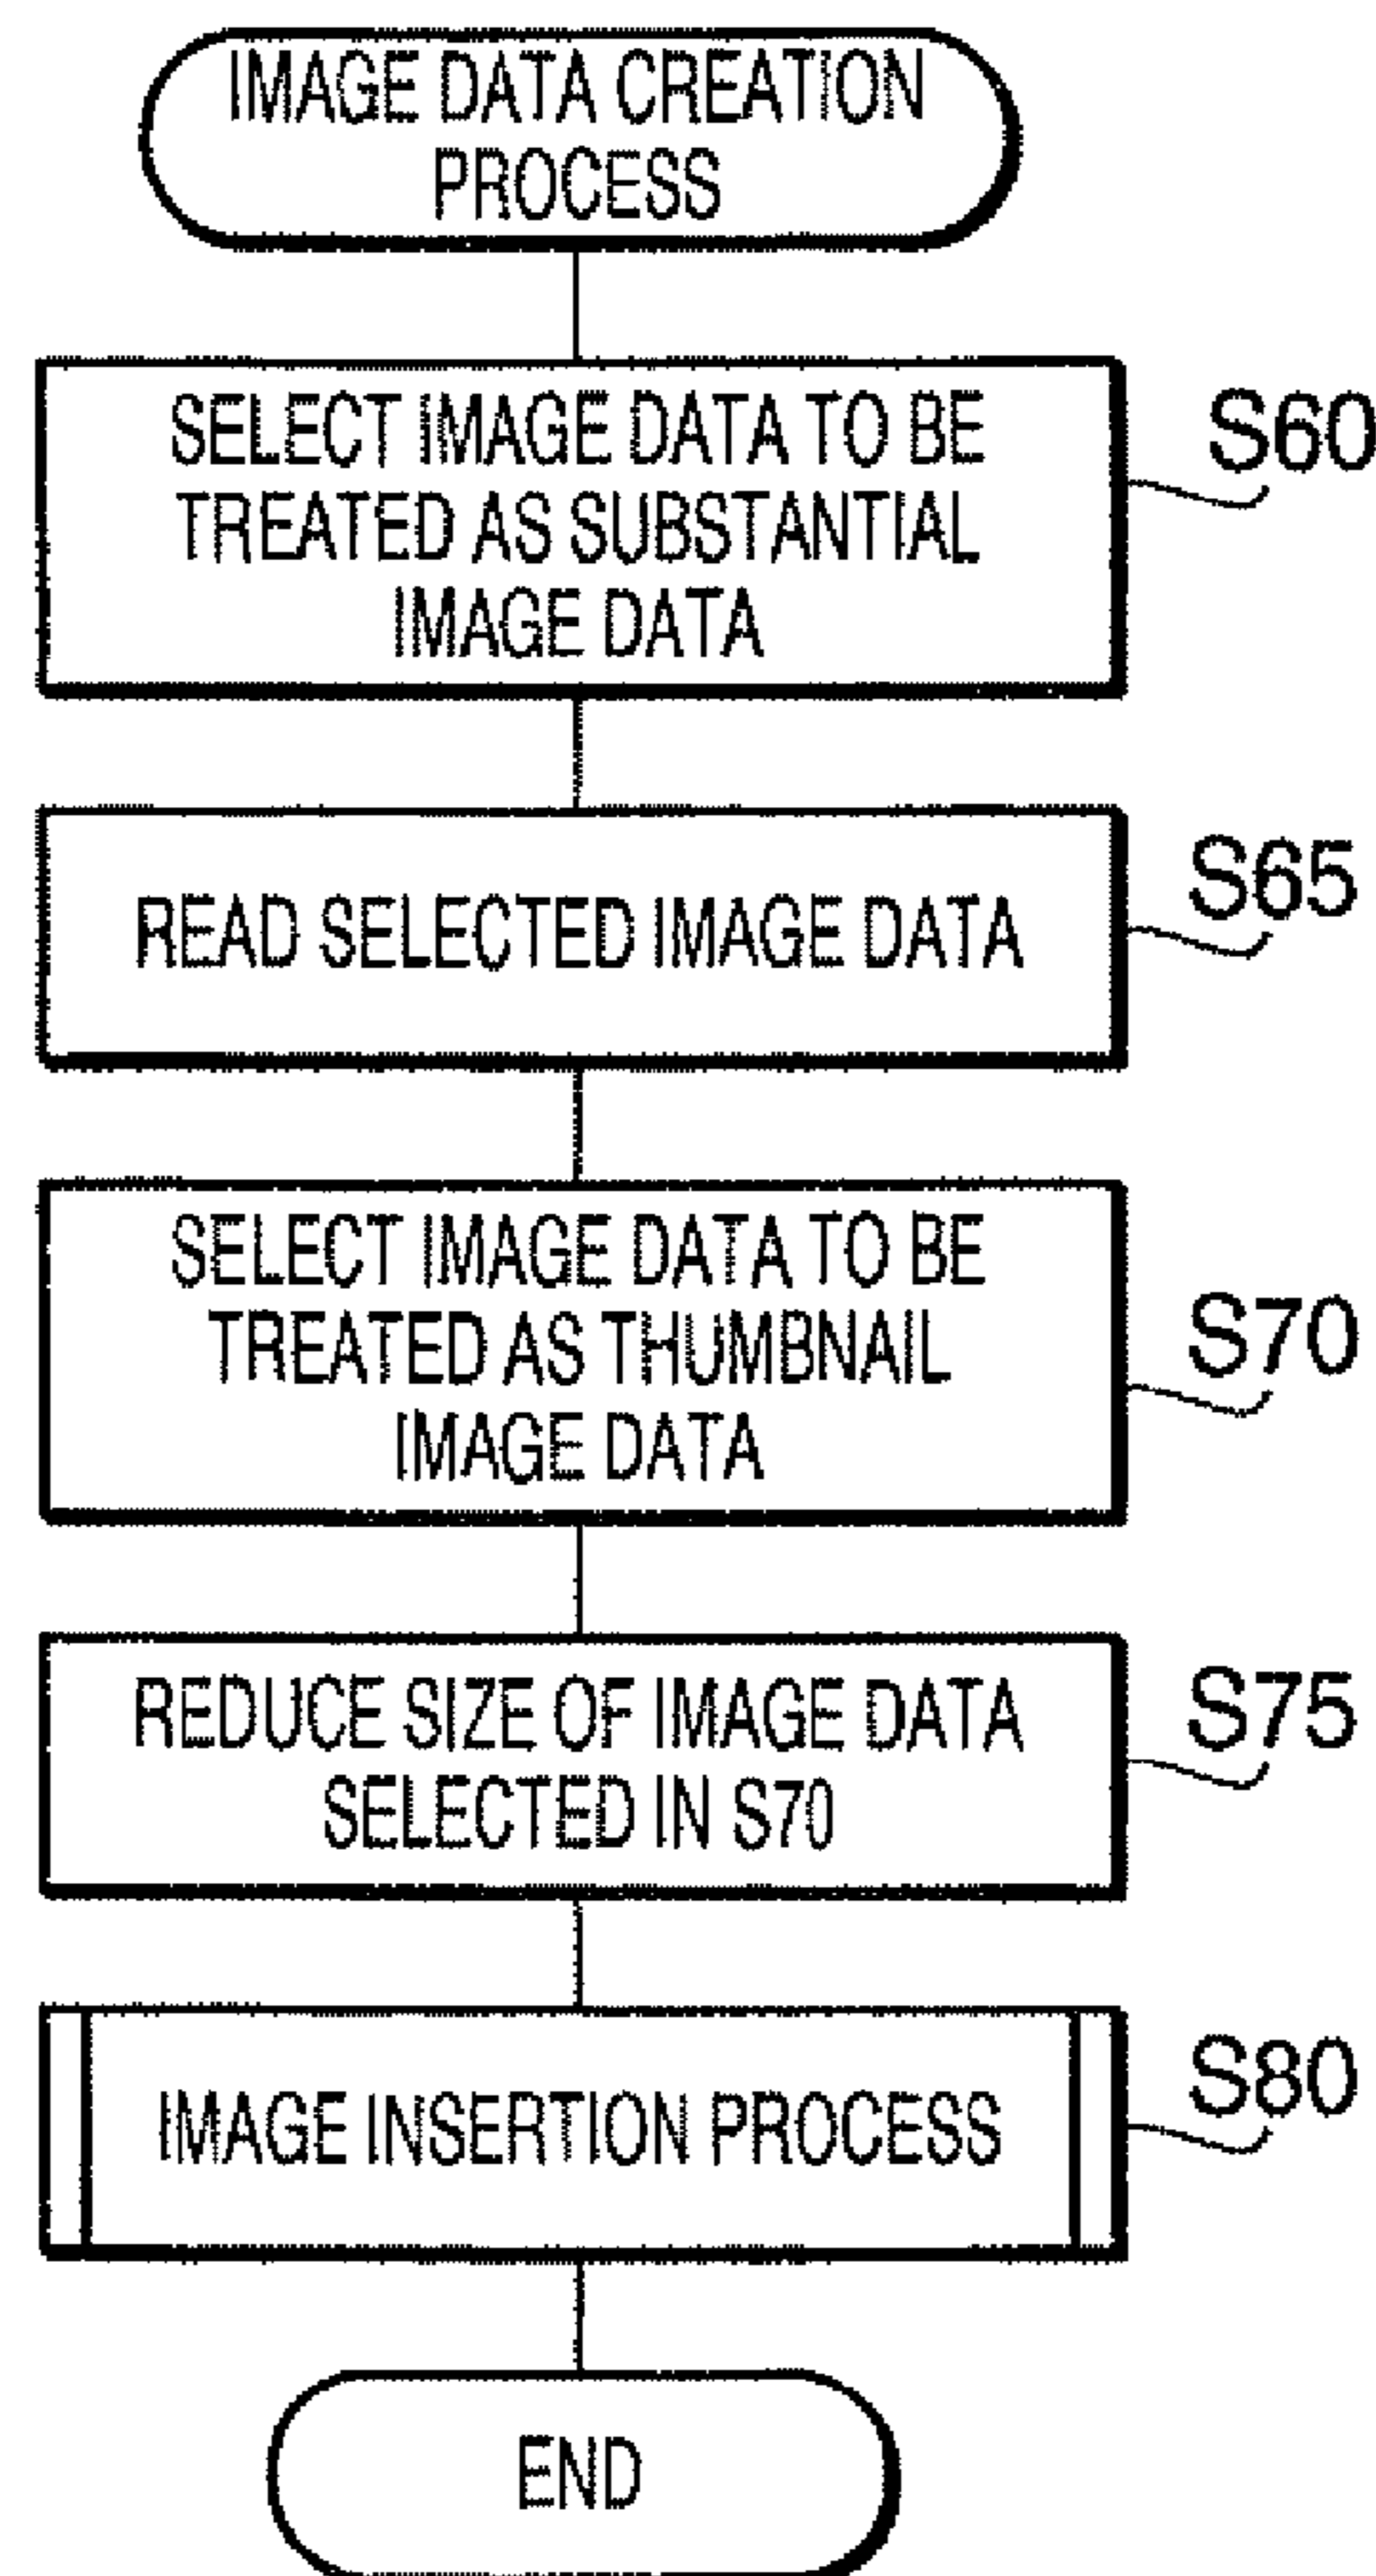 IMAGE DATA CREATION
PROCESS
SELECT IMAGE DATA TO BE
TREATED AS SUBSTANTIAL
IMAGE DATA
S60
READ SELECTED IMAGE DATA
S65
SELECT IMAGE DATA TO BE
TREATED AS THUMBNAIL
IMAGE DATA
S70
REDUCE SIZE OF IMAGE DATA
SELECTED IN S70
S75
IMAGE INSERTION PROCESS
S80
END